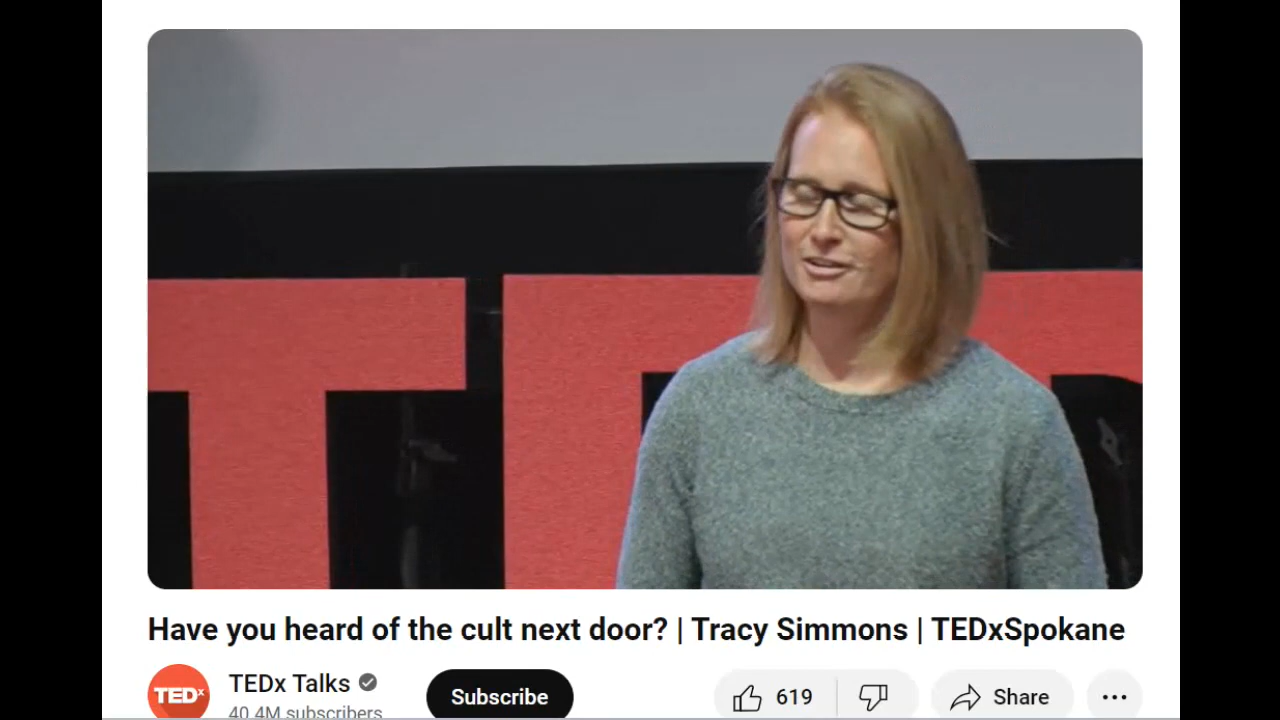 TED
Have you heard of the cult next door? | Tracy Simmons | TEDxSpokane
TEDx
TEDx Talks
40.4M subscribers
Subscribe
619
Share